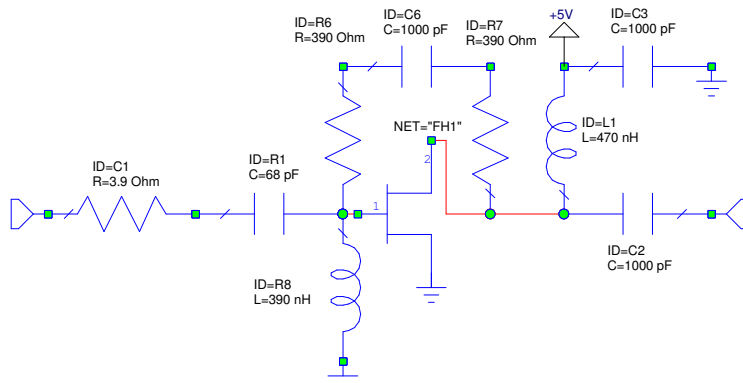 ID=R6
R=390 Ohm
ID=C6
C=1000 pF
ID=R7
R=390 Ohm
+5V
ID=C3
C=1000 pF
NET="FH1"
2
ID=L1
L=470 nH
ID=C1
R=3.9 Ohm
ID=R1
C=68 pF
1
ID=C2
C=1000 pF
ID=R8
L=390 nH